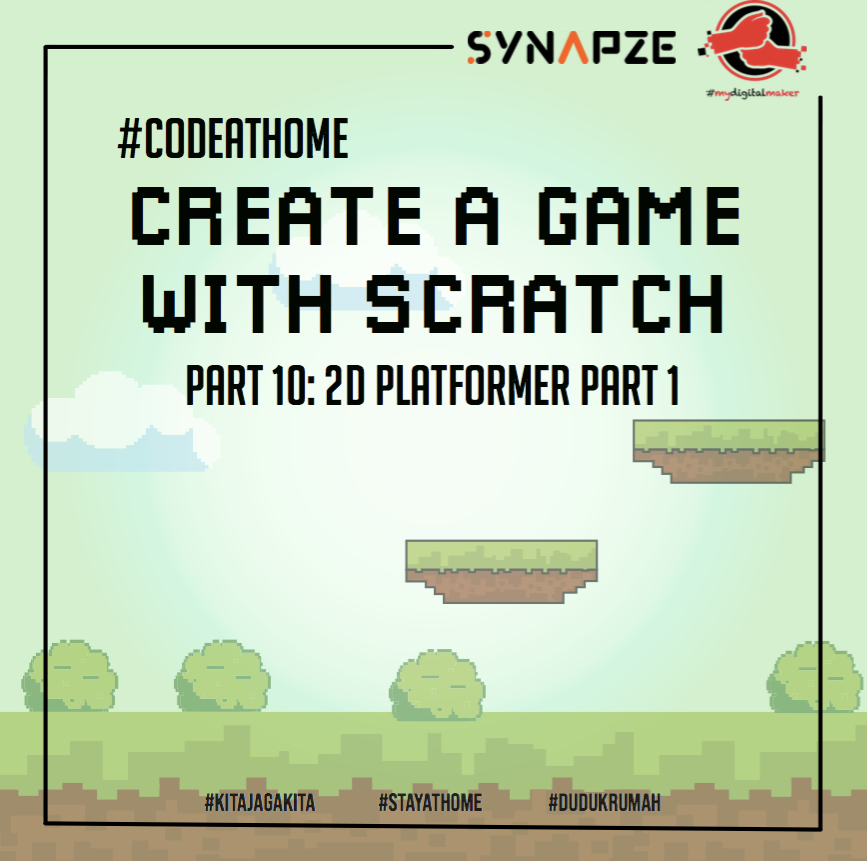 SYNAPZE
#mydigitalmaker
#CODEATHOME
CREATE A GAME
WITH SCRATCH
PART 10: 2D PLATFORMER PART 1
#KITAJAGAKITA #STAYATHOME #DUDUKRUMAH